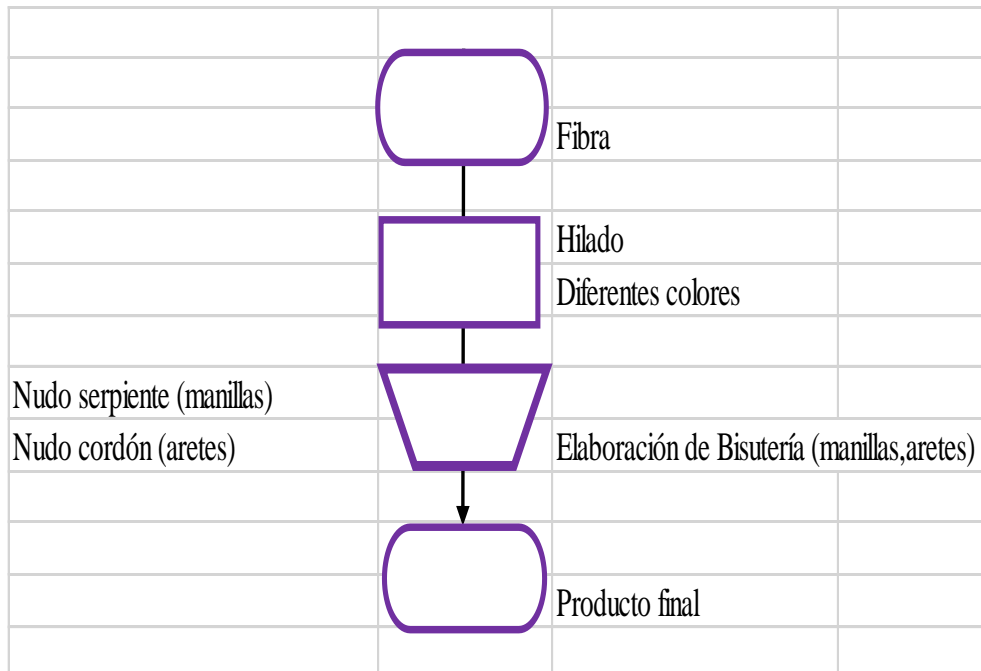 Fibra
Hilado
Diferentes colores
Nudo serpiente (manillas)
Nudo cordón (aretes)
Elaboración de Bisutería (manillas,aretes)
Producto final